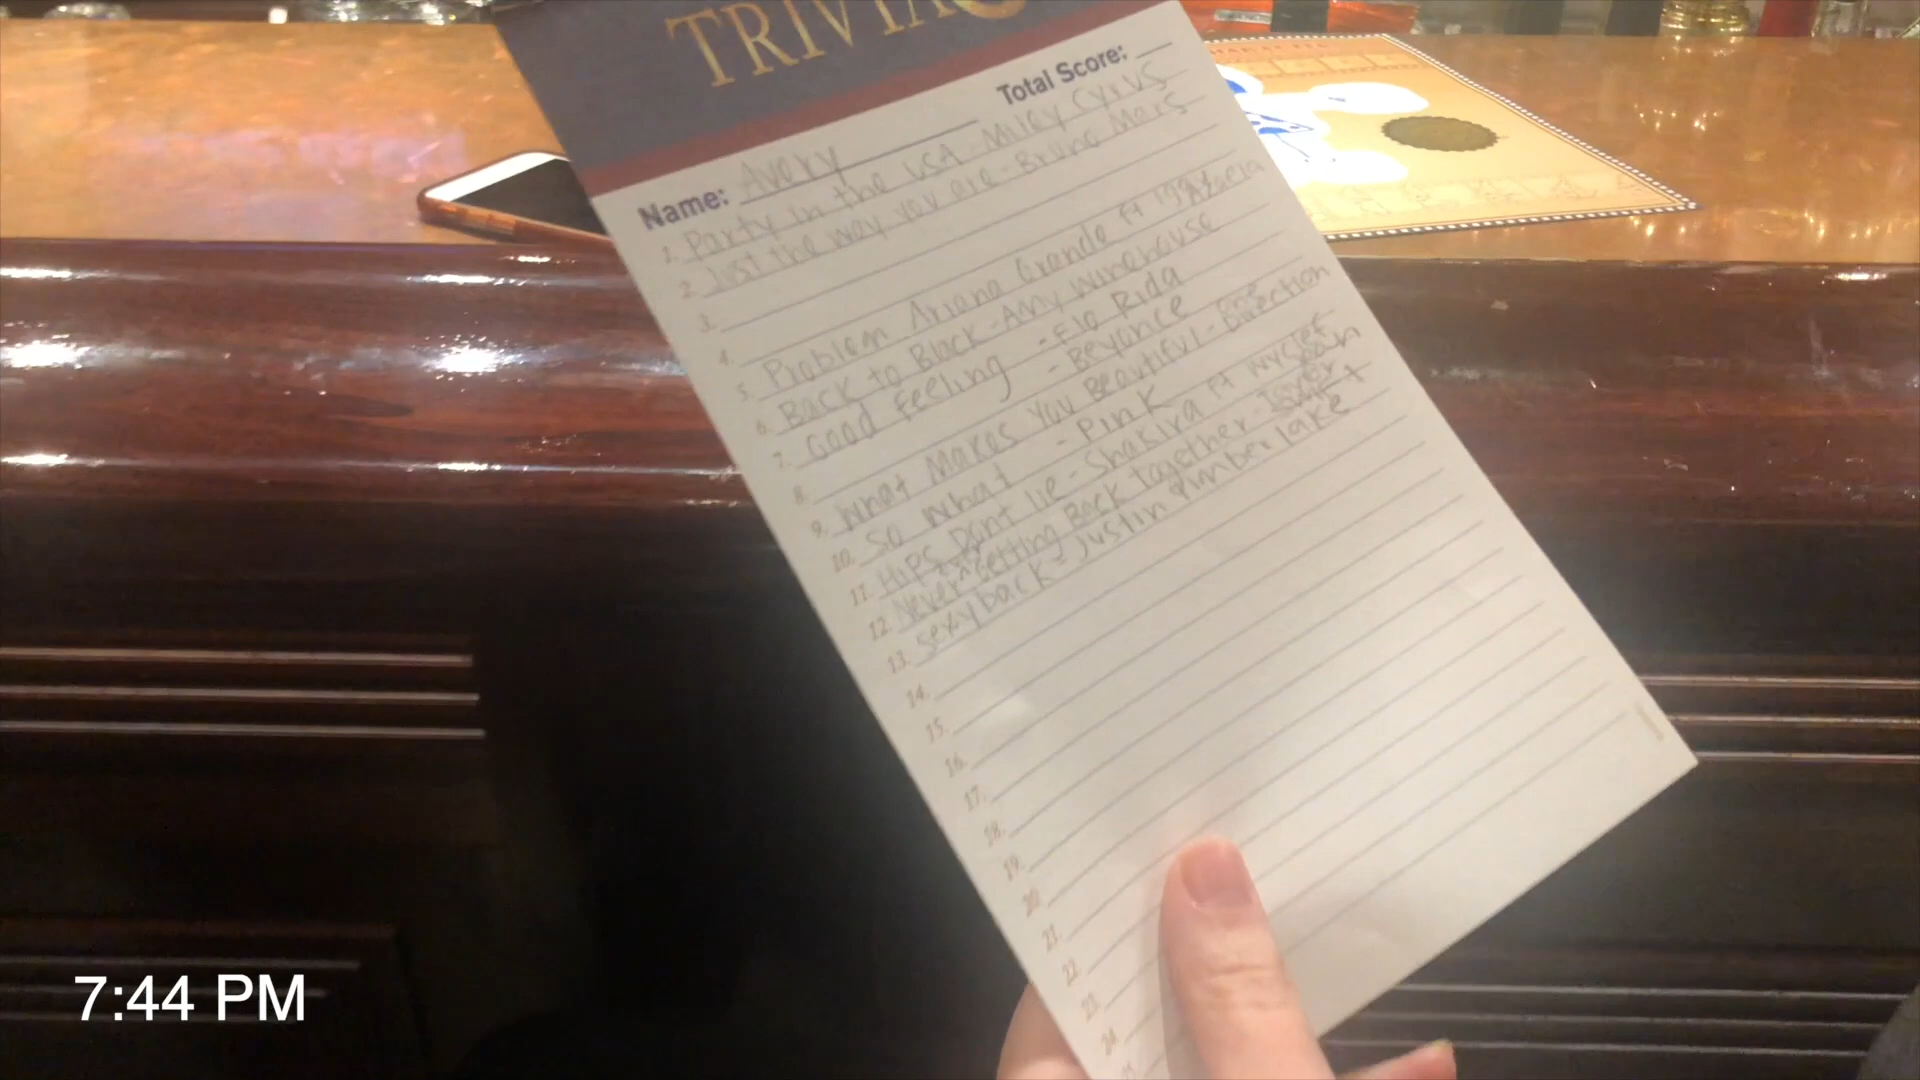 TRIVIA
Total Score:
Name: Avery
1. Party in the USA - Miley Cyrus
2. Just the way you are - Bruno Mars
3.
4. Problem Ariana Grande ft Iggy Azalea
5. Back to Black - Amy Winehouse
6. Good Feeling - Flo Rida
7. - Beyonce
8. What Makes You Beautiful - One Direction
9. So What - Pink
10. Hips Dont lie - Shakira ft Wyclef
11. Never Getting Back together - Taylor
12. sexyback - Justin Timberlake
13.
14.
15.
16.
17.
18.
19.
20.
21.
22.
23.
24.
7:44 PM